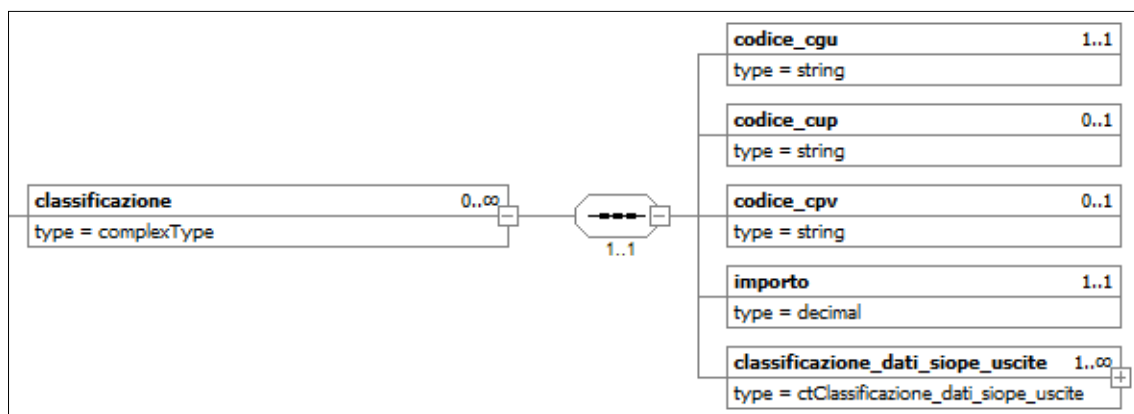 codice_cgu 1..1
type = string
codice_cup 0..1
type = string
classificazione 0..∞
type = complexType
1..1
codice_cpv 0..1
type = string
importo 1..1
type = decimal
classificazione_dati_siope_uscite 1..∞
type = ctClassificazione_dati_siope_uscite